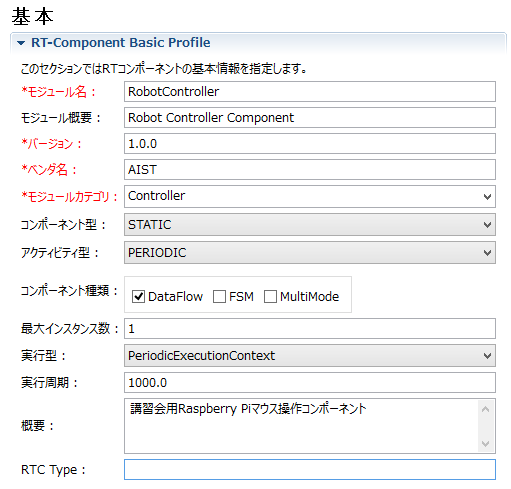 基本
RT-Component Basic Profile
このセクションではRTコンポーネントの基本情報を指定します。
*モジュール名： RobotController
モジュール概要： Robot Controller Component
*バージョン： 1.0.0
*ベンダ名： AIST
*モジュールカテゴリ： Controller
コンポーネント型： STATIC
アクティビティ型： PERIODIC
コンポーネント種類： DataFlow FSM MultiMode
最大インスタンス数： 1
実行型： PeriodicExecutionContext
実行周期： 1000.0
概要： 講習会用Raspberry Piマウス操作コンポーネント
RTC Type：